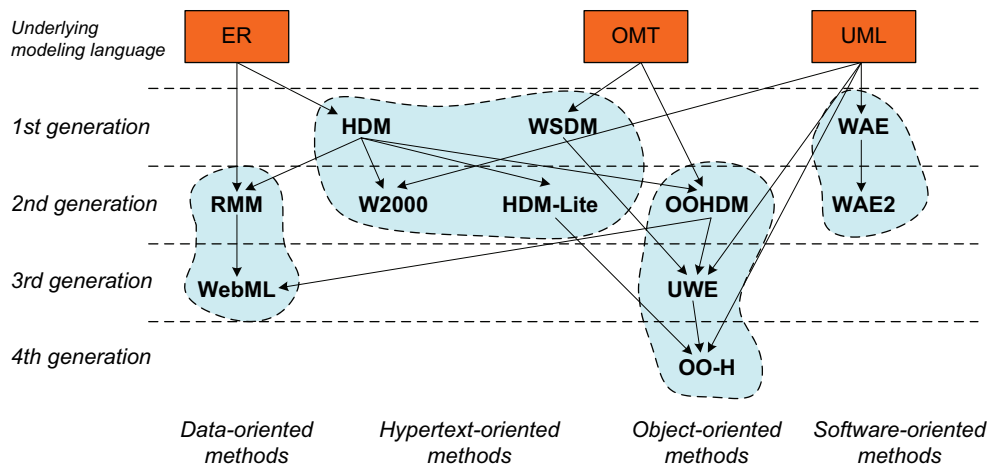 Underlying
modeling language
ER
OMT
UML
1st generation
HDM
WSDM
WAE
2nd generation
RMM
W2000
HDM-Lite
OOHDM
WAE2
3rd generation
WebML
UWE
4th generation
OO-H
Data-oriented
methods
Hypertext-oriented
methods
Object-oriented
methods
Software-oriented
methods